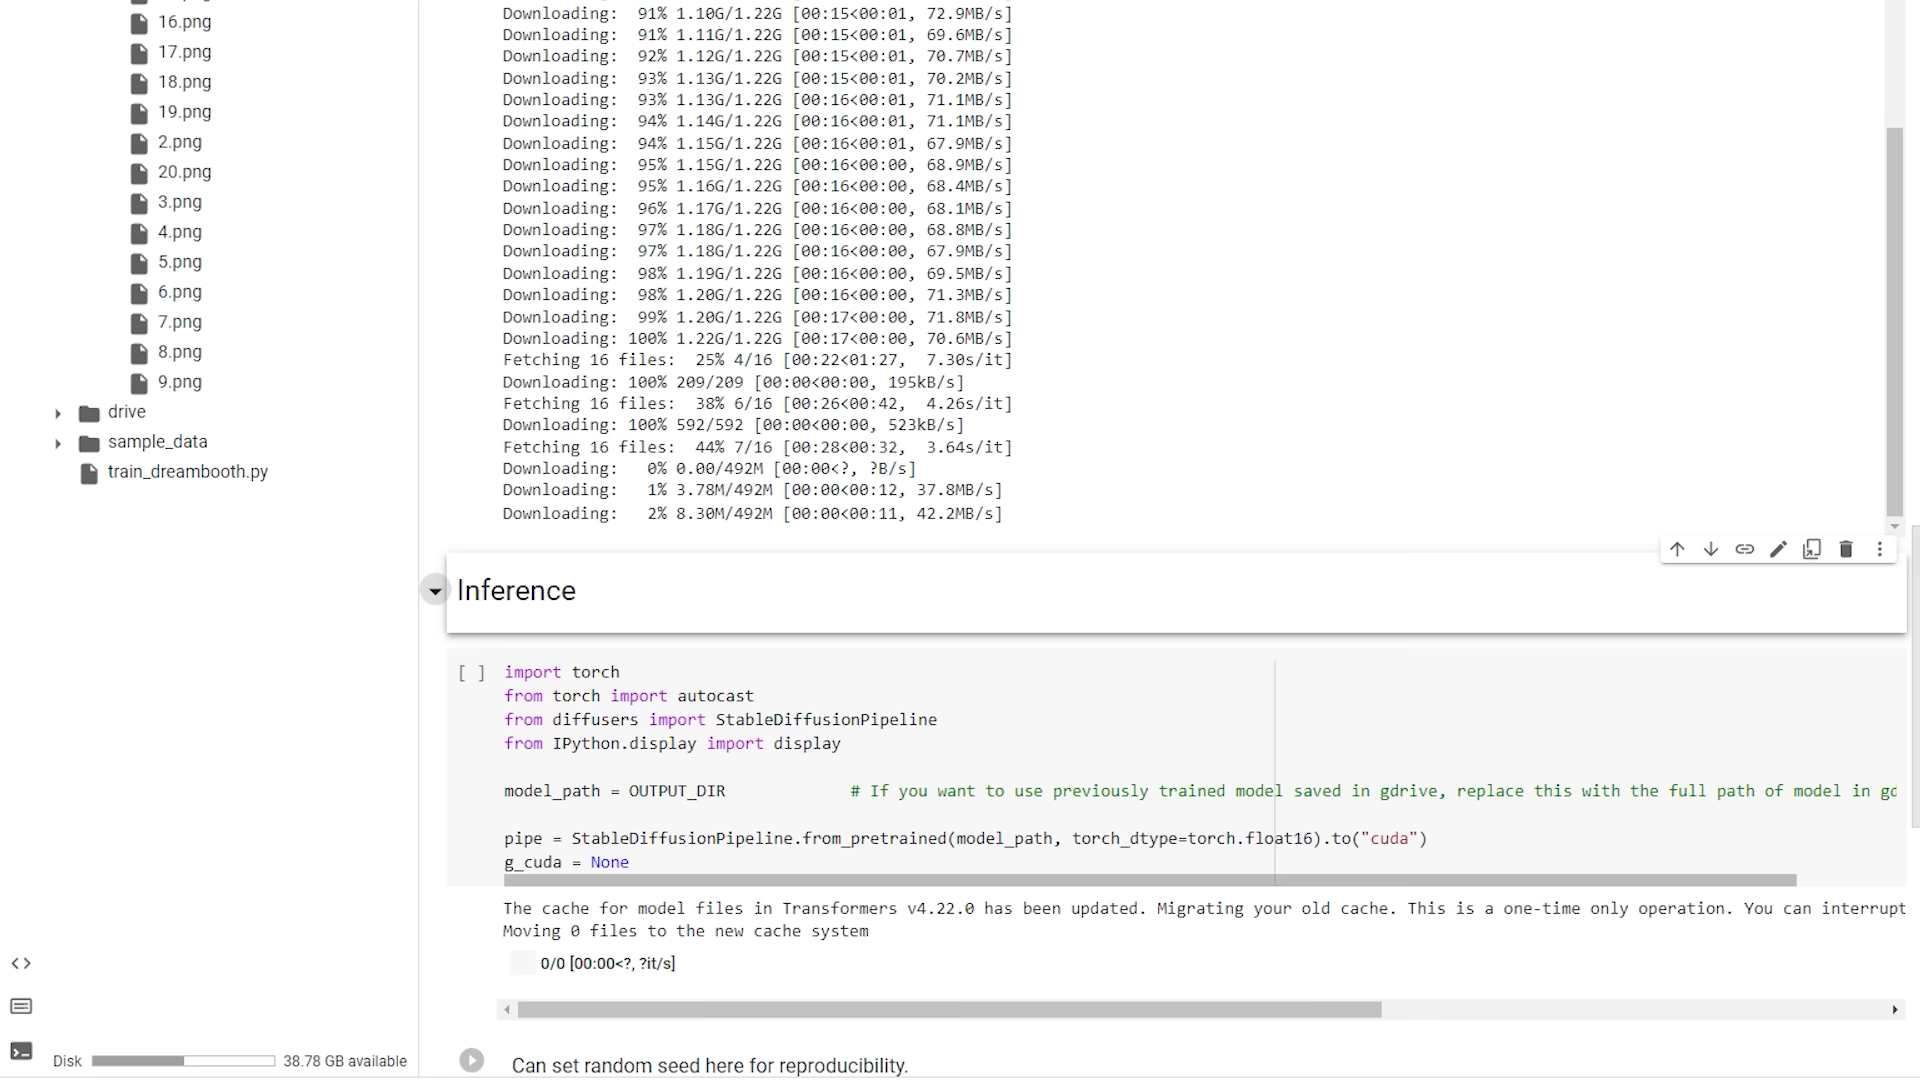 16.png
17.png
18.png
19.png
2.png
20.png
3.png
4.png
5.png
6.png
7.png
8.png
9.png
drive
sample_data
train_dreambooth.py
Disk 38.78 GB available
Downloading:  91% 1.10G/1.22G [00:15<00:01, 72.9MB/s]
Downloading:  91% 1.11G/1.22G [00:15<00:01, 69.6MB/s]
Downloading:  92% 1.12G/1.22G [00:15<00:01, 70.7MB/s]
Downloading:  93% 1.13G/1.22G [00:15<00:01, 70.2MB/s]
Downloading:  93% 1.13G/1.22G [00:16<00:01, 71.1MB/s]
Downloading:  94% 1.14G/1.22G [00:16<00:01, 71.1MB/s]
Downloading:  94% 1.15G/1.22G [00:16<00:01, 67.9MB/s]
Downloading:  95% 1.15G/1.22G [00:16<00:00, 68.9MB/s]
Downloading:  95% 1.16G/1.22G [00:16<00:00, 68.4MB/s]
Downloading:  96% 1.17G/1.22G [00:16<00:00, 68.1MB/s]
Downloading:  97% 1.18G/1.22G [00:16<00:00, 68.8MB/s]
Downloading:  97% 1.18G/1.22G [00:16<00:00, 67.9MB/s]
Downloading:  98% 1.19G/1.22G [00:16<00:00, 69.5MB/s]
Downloading:  98% 1.20G/1.22G [00:16<00:00, 71.3MB/s]
Downloading:  99% 1.20G/1.22G [00:17<00:00, 71.8MB/s]
Downloading: 100% 1.22G/1.22G [00:17<00:00, 70.6MB/s]
Fetching 16 files:  25% 4/16 [00:22<01:27,  7.30s/it]
Downloading: 100% 209/209 [00:00<00:00, 195kB/s]
Fetching 16 files:  38% 6/16 [00:26<00:42,  4.26s/it]
Downloading: 100% 592/592 [00:00<00:00, 523kB/s]
Fetching 16 files:  44% 7/16 [00:28<00:32,  3.64s/it]
Downloading:   0% 0.00/492M [00:00<?, ?B/s]
Downloading:   1% 3.78M/492M [00:00<00:12, 37.8MB/s]
Downloading:   2% 8.30M/492M [00:00<00:11, 42.2MB/s]
Inference
[ ] import torch
from torch import autocast
from diffusers import StableDiffusionPipeline
from IPython.display import display
model_path = OUTPUT_DIR             # If you want to use previously trained model saved in gdrive, replace this with the full path of model in gd
pipe = StableDiffusionPipeline.from_pretrained(model_path, torch_dtype=torch.float16).to("cuda")
g_cuda = None
The cache for model files in Transformers v4.22.0 has been updated. Migrating your old cache. This is a one-time only operation. You can interrupt
Moving 0 files to the new cache system
0/0 [00:00<?, ?it/s]
Can set random seed here for reproducibility.